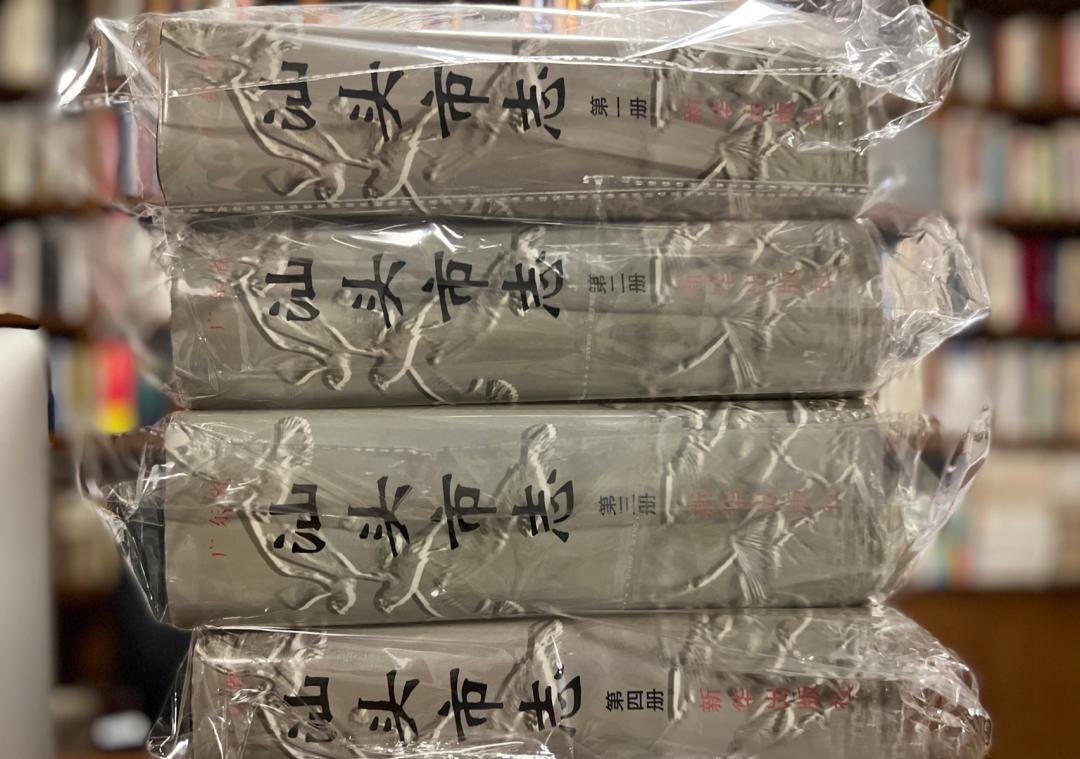 汕头市志 第一册 新华出版社
汕头市志 第二册 新华出版社
广东 汕头市志 第三册 新华出版社
汕头市志 第四册 新华出版社